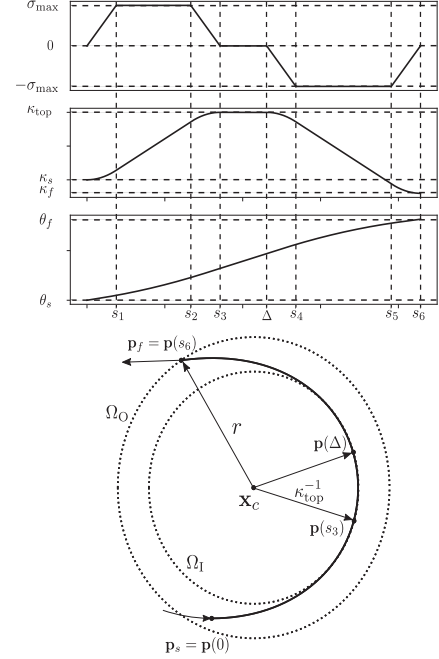 σmax
0
−σmax
κtop
κs
κf
θf
θs
s1 s2 s3 Δ s4 s5 s6
pf = p(s6)
ΩO
r
p(Δ)
xc
κtop−1
p(s3)
ΩI
ps = p(0)